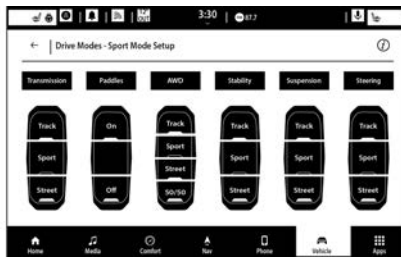 3:30
87.7
Drive Modes - Sport Mode Setup
Transmission Paddles AWD Stability Suspension Steering
Track On Track Track Track Track
Sport Sport Sport Sport Sport
Street
Street Off 50/50 Street Street Street
Home Media Comfort Nav Phone Vehicle Apps